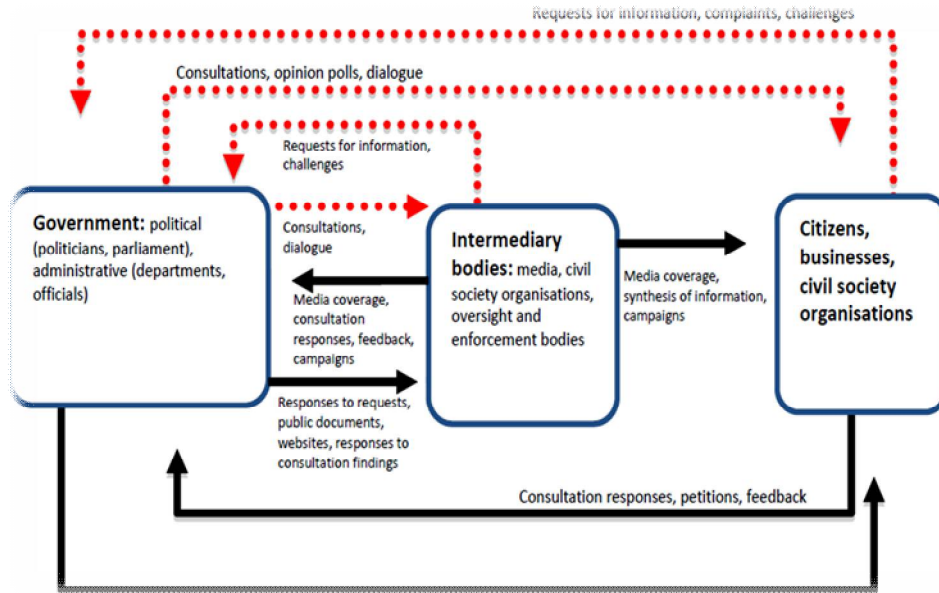 Requests for information, complaints, challenges
Consultations, opinion polls, dialogue
Requests for information,
challenges
Government: political
(politicians, parliament),
administrative (departments,
officials)
Consultations,
dialogue
Media coverage,
consultation
responses, feedback,
campaigns
Responses to requests,
public documents,
websites, responses to
consultation findings
Intermediary
bodies: media, civil
society organisations,
oversight and
enforcement bodies
Media coverage,
synthesis of information,
campaigns
Citizens,
businesses,
civil society
organisations
Consultation responses, petitions, feedback